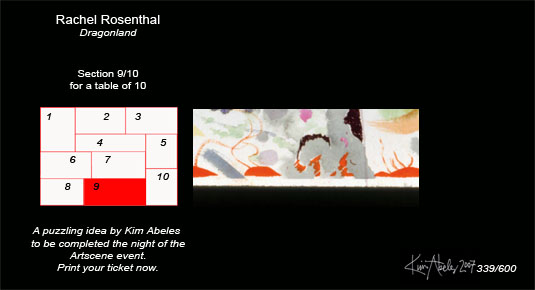 Rachel Rosenthal
Dragonland
Section 9/10
for a table of 10
1 2 3
4 5
6 7
8 9 10
A puzzling idea by Kim Abeles
to be completed the night of the
Artscene event.
Print your ticket now.
Kim Abeles 2007 339/600